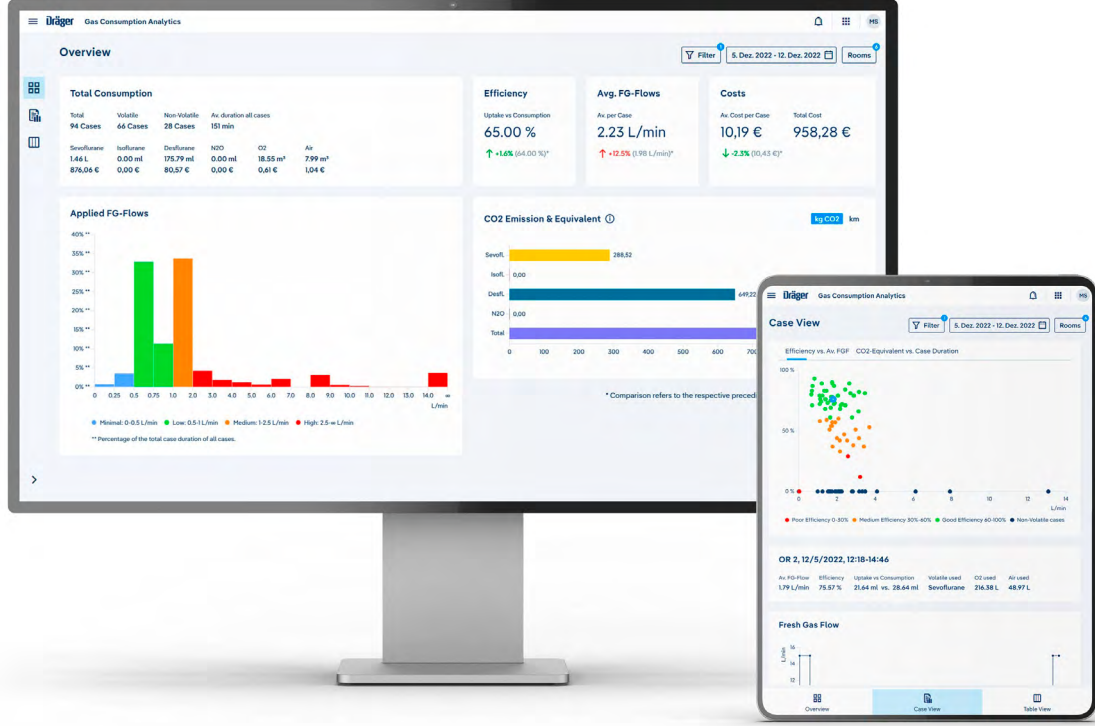 Dräger Gas Consumption Analytics
MS
Overview
Filter
1
5. Dez. 2022 - 12. Dez. 2022
Rooms
Total Consumption
Total Volatile Non-Volatile Av. duration all cases
94 Cases 66 Cases 28 Cases 151 min
Sevoflurane Isoflurane Desflurane N2O O2 Air
1.46 L 0.00 ml 175.79 ml 0.00 ml 18.55 m³ 7.99 m³
876,06 € 0,00 € 80,57 € 0,00 € 0,61 € 1,04 €
Efficiency
Uptake vs Consumption
65.00 %
+1.6% (64.00 %)*
Avg. FG-Flows
Av. per Case
2.23 L/min
+12.5% (1.98 L/min)*
Costs
Av. Cost per Case Total Cost
10,19 € 958,28 €
-2.3% (10,43 €)*
Applied FG-Flows
40% **
35% **
30% **
25% **
20% **
15% **
10% **
5% **
0% **
0 0.25 0.5 0.75 1.0 2.0 3.0 4.0 5.0 6.0 7.0 8.0 9.0 10.0 11.0 12.0 13.0 14.0 ∞
L/min
Minimal: 0-0.5 L/min Low: 0.5-1 L/min Medium: 1-2.5 L/min High: 2.5-∞ L/min
** Percentage of the total case duration of all cases.
CO2 Emission & Equivalent
kg CO2 km
Sevofl. 288,52
Isofl. 0,00
Desfl. 649,22
N2O 0,00
Total
0 100 200 300 400 500 600 700
* Comparison refers to the respective preced
Dräger Gas Consumption Analytics
MS
Case View
Filter
5. Dez. 2022 - 12. Dez. 2022
Rooms
Efficiency vs. Av. FGF CO2-Equivalent vs. Case Duration
100 %
50 %
0 %
0 2 4 6 8 10 12 14
L/min
Poor Efficiency 0-30% Medium Efficiency 30%-60% Good Efficiency 60-100% Non-Volatile cases
OR 2, 12/5/2022, 12:18-14:46
Av. FG-Flow Efficiency Uptake vs Consumption Volatile used O2 used Air used
1.79 L/min 75.57 % 21.64 ml vs. 28.64 ml Sevoflurane 216.38 L 48.97 L
Fresh Gas Flow
L/min
16
14
12
Overview Case View Table View